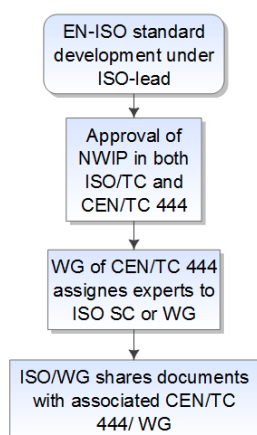 EN-ISO standard
development under
ISO-lead
Approval of
NWIP in both
ISO/TC and
CEN/TC 444
WG of CEN/TC 444
assignes experts to
ISO SC or WG
ISO/WG shares documents
with associated CEN/TC
444/ WG